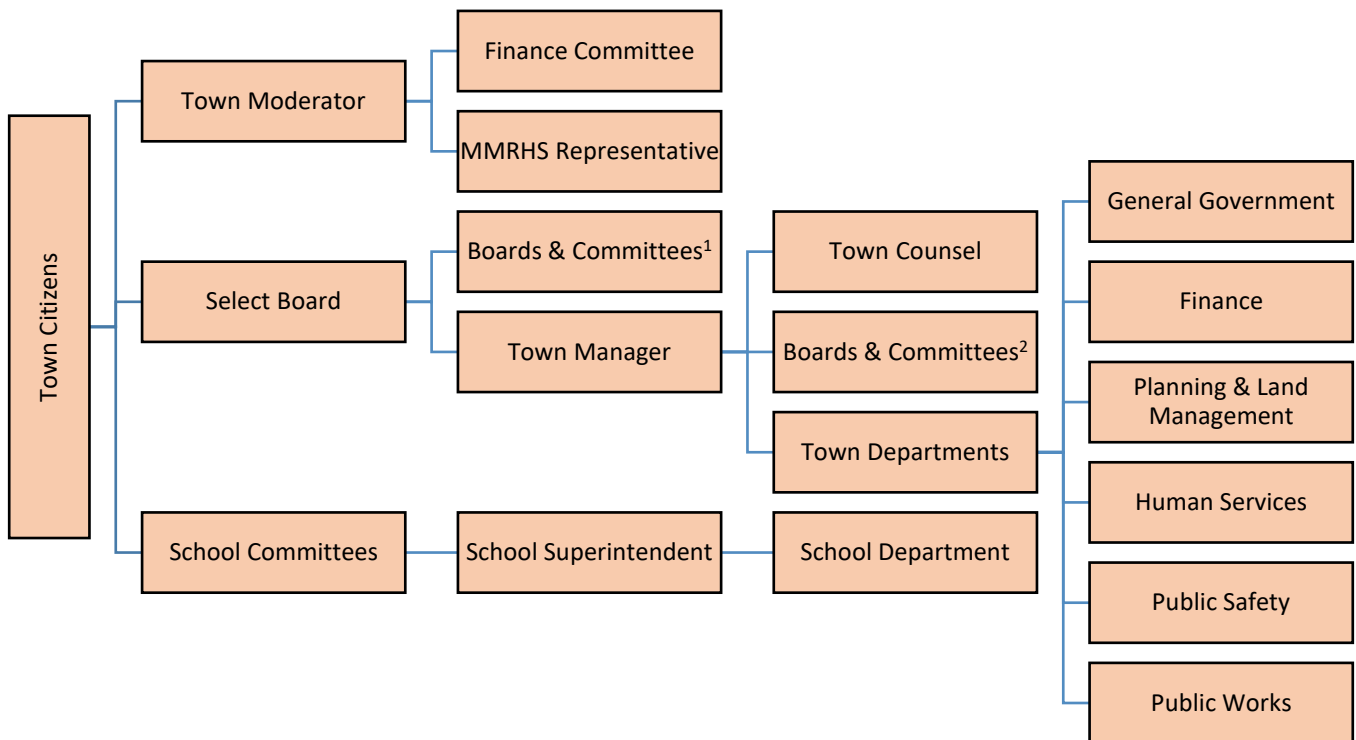 Town Citizens
Town Moderator
Finance Committee
MMRHS Representative
Select Board
Boards & Committees¹
Town Manager
Town Counsel
Boards & Committees²
Town Departments
General Government
Finance
Planning & Land
Management
Human Services
Public Safety
Public Works
School Committees
School Superintendent
School Department